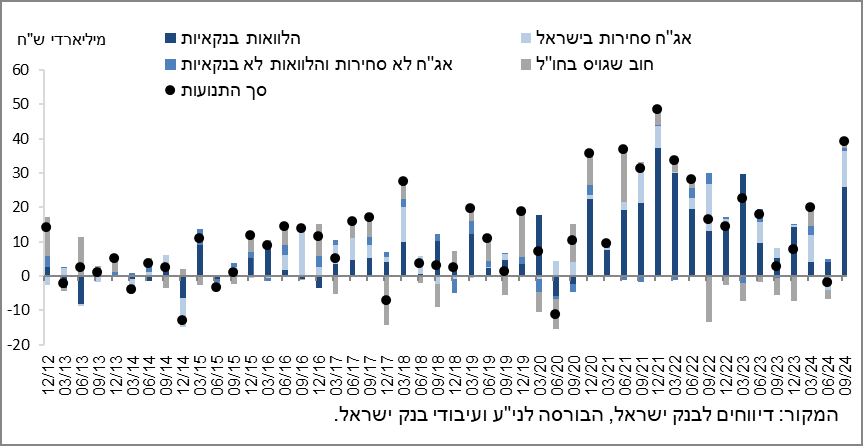 מיליארדי ש"ח
הלוואות בנקאיות
אג"ח סחירות בישראל
אג"ח לא סחירות והלוואות לא בנקאיות
חוב שגויס בחו"ל
סך התנועות
60
50
40
30
20
10
0
-10
-20
12/12 03/13 06/13 09/13 12/13 03/14 06/14 09/14 12/14 03/15 06/15 09/15 12/15 03/16 06/16 09/16 12/16 03/17 06/17 09/17 12/17 03/18 06/18 09/18 12/18 03/19 06/19 09/19 12/19 03/20 06/20 09/20 12/20 03/21 06/21 09/21 12/21 03/22 06/22 09/22 12/22 03/23 06/23 09/23 12/23 03/24 06/24 09/24
המקור: דיווחים לבנק ישראל, הבורסה לני"ע ועיבודי בנק ישראל.